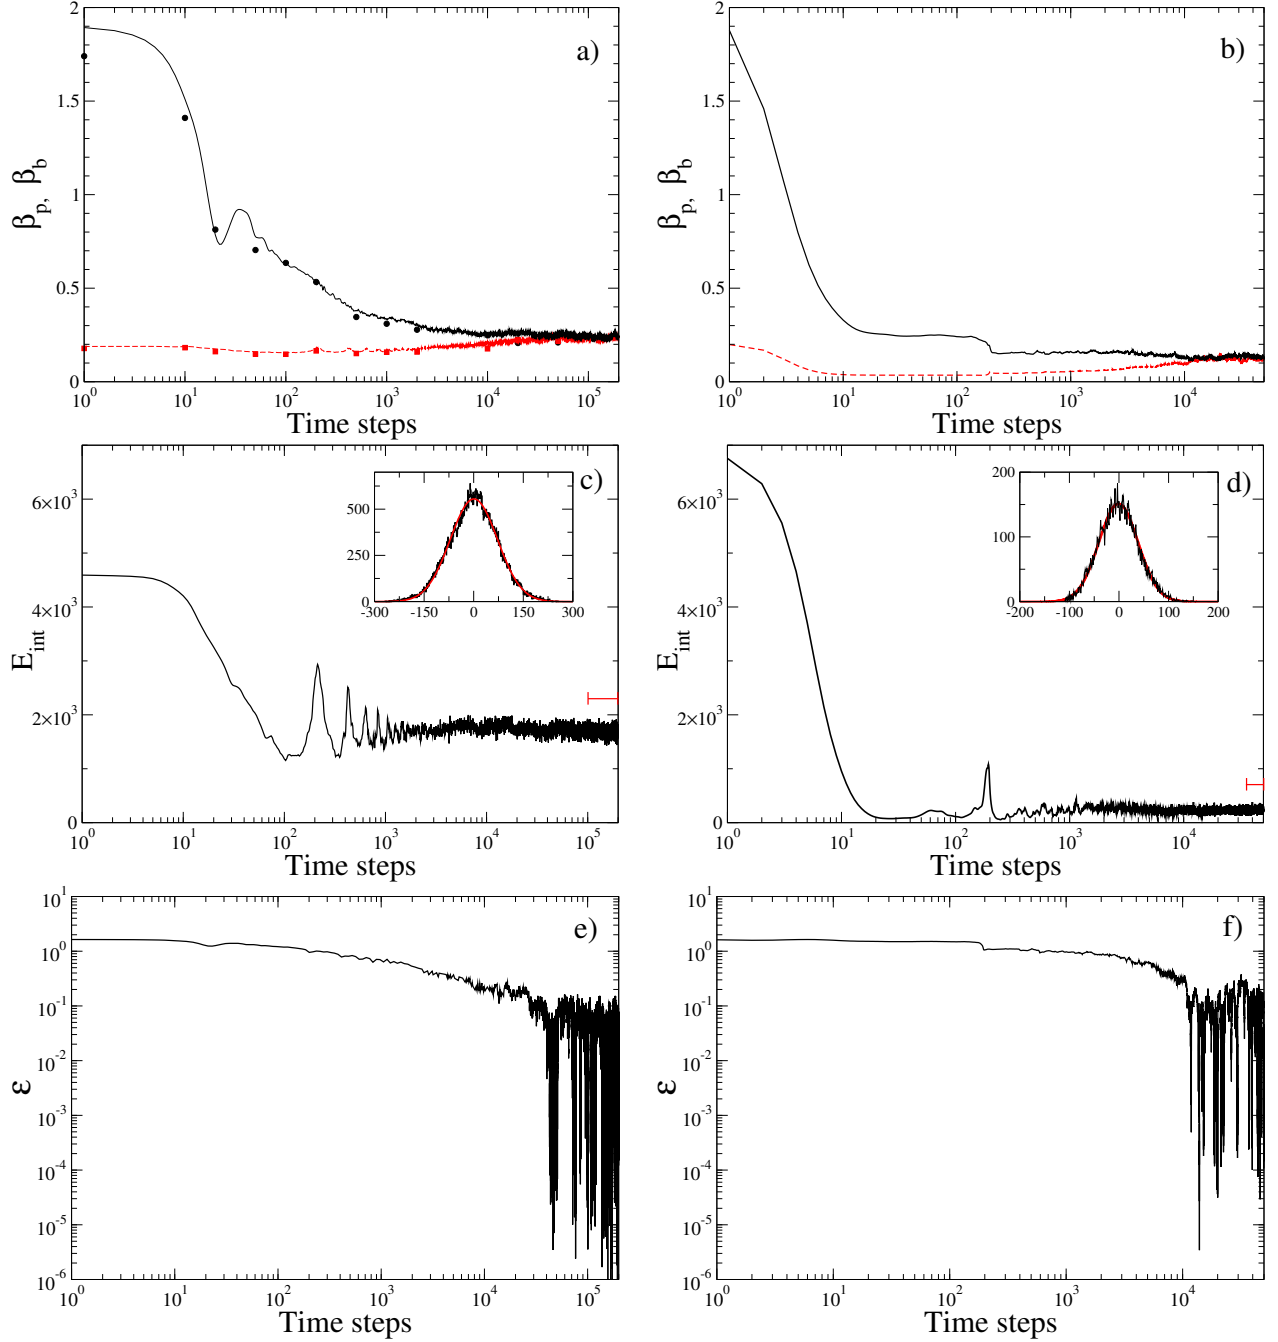 a)
2
1.5
1
0.5
0
β_p, β_b
10^0 10^1 10^2 10^3 10^4 10^5
Time steps
b)
2
1.5
1
0.5
0
β_p, β_b
10^0 10^1 10^2 10^3 10^4
Time steps
c)
6×10^3
4×10^3
2×10^3
0
E_int
500
250
0
-300 -150 0 150 300
10^0 10^1 10^2 10^3 10^4 10^5
Time steps
d)
6×10^3
4×10^3
2×10^3
0
E_int
200
150
100
50
0
-200 -100 0 100 200
10^0 10^1 10^2 10^3 10^4
Time steps
e)
10^1
10^0
10^-1
10^-2
10^-3
10^-4
10^-5
10^-6
ε
10^0 10^1 10^2 10^3 10^4 10^5
Time steps
f)
10^1
10^0
10^-1
10^-2
10^-3
10^-4
10^-5
10^-6
ε
10^0 10^1 10^2 10^3 10^4
Time steps